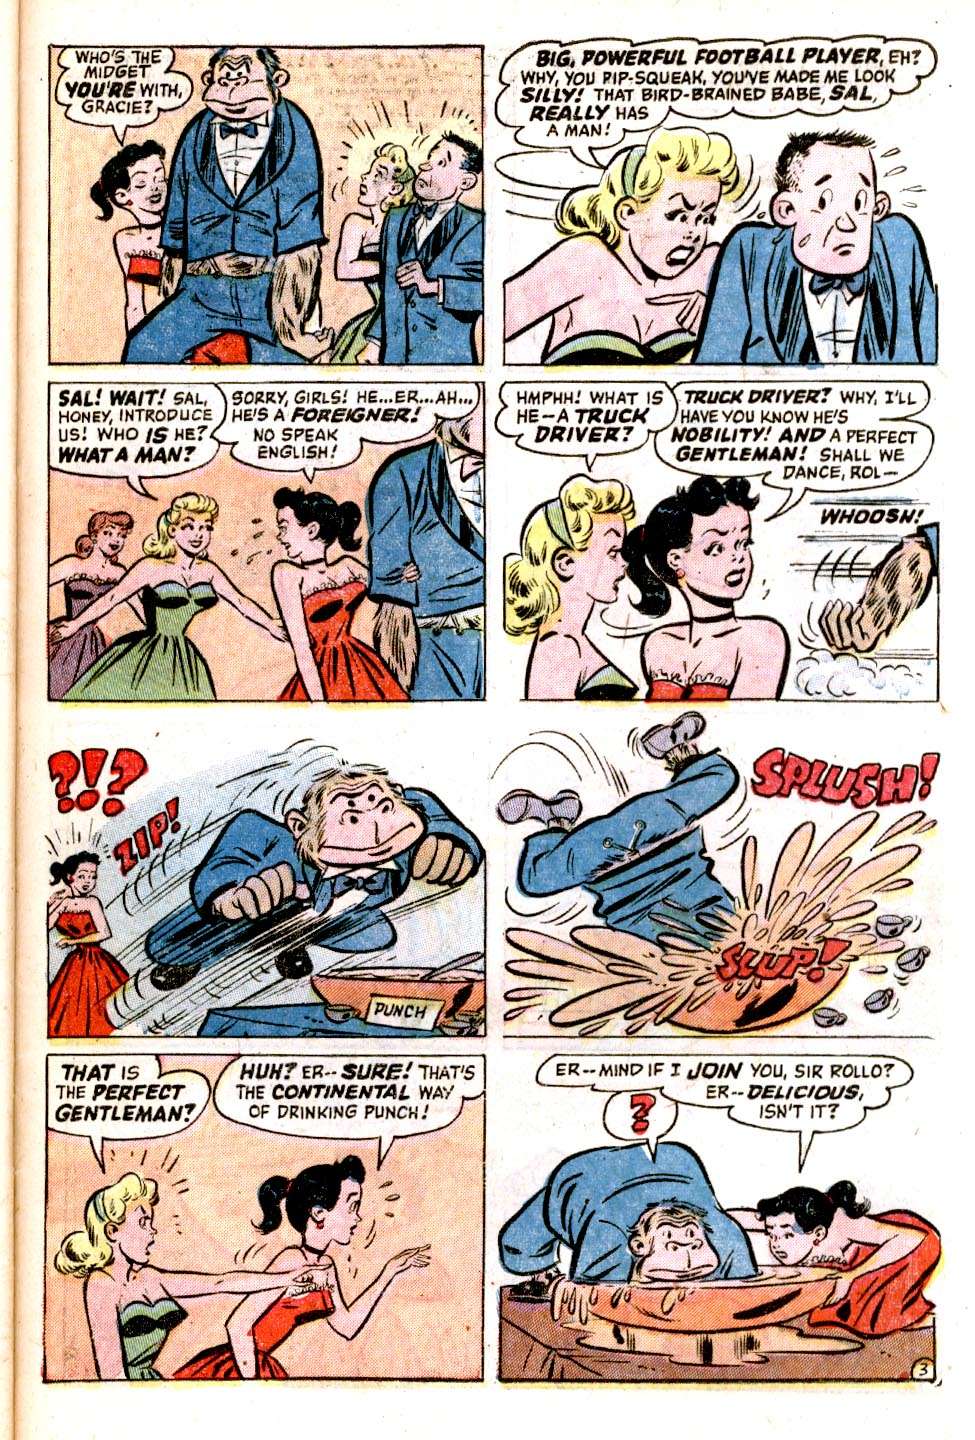 WHO'S THE
MIDGET
YOU'RE WITH,
GRACIE?
BIG, POWERFUL FOOTBALL PLAYER, EH?
WHY, YOU PIP-SQUEAK, YOU'VE MADE ME LOOK
SILLY! THAT BIRD-BRAINED BABE, SAL,
REALLY HAS
A MAN!
SAL! WAIT! SAL,
HONEY, INTRODUCE
US! WHO IS HE?
WHAT A MAN?
SORRY, GIRLS! HE...ER...AH...
HE'S A FOREIGNER!
NO SPEAK
ENGLISH!
HMPHH! WHAT IS
HE--A TRUCK
DRIVER?
TRUCK DRIVER? WHY, I'LL
HAVE YOU KNOW HE'S
NOBILITY! AND A PERFECT
GENTLEMAN! SHALL WE
DANCE, ROL--
WHOOSH!
?!?
ZIP!
PUNCH
SPLUSH!
SLUP!
THAT IS
THE PERFECT
GENTLEMAN?
HUH? ER-- SURE! THAT'S
THE CONTINENTAL WAY
OF DRINKING PUNCH!
ER-- MIND IF I JOIN YOU, SIR ROLLO?
ER-- DELICIOUS,
ISN'T IT?
?
3